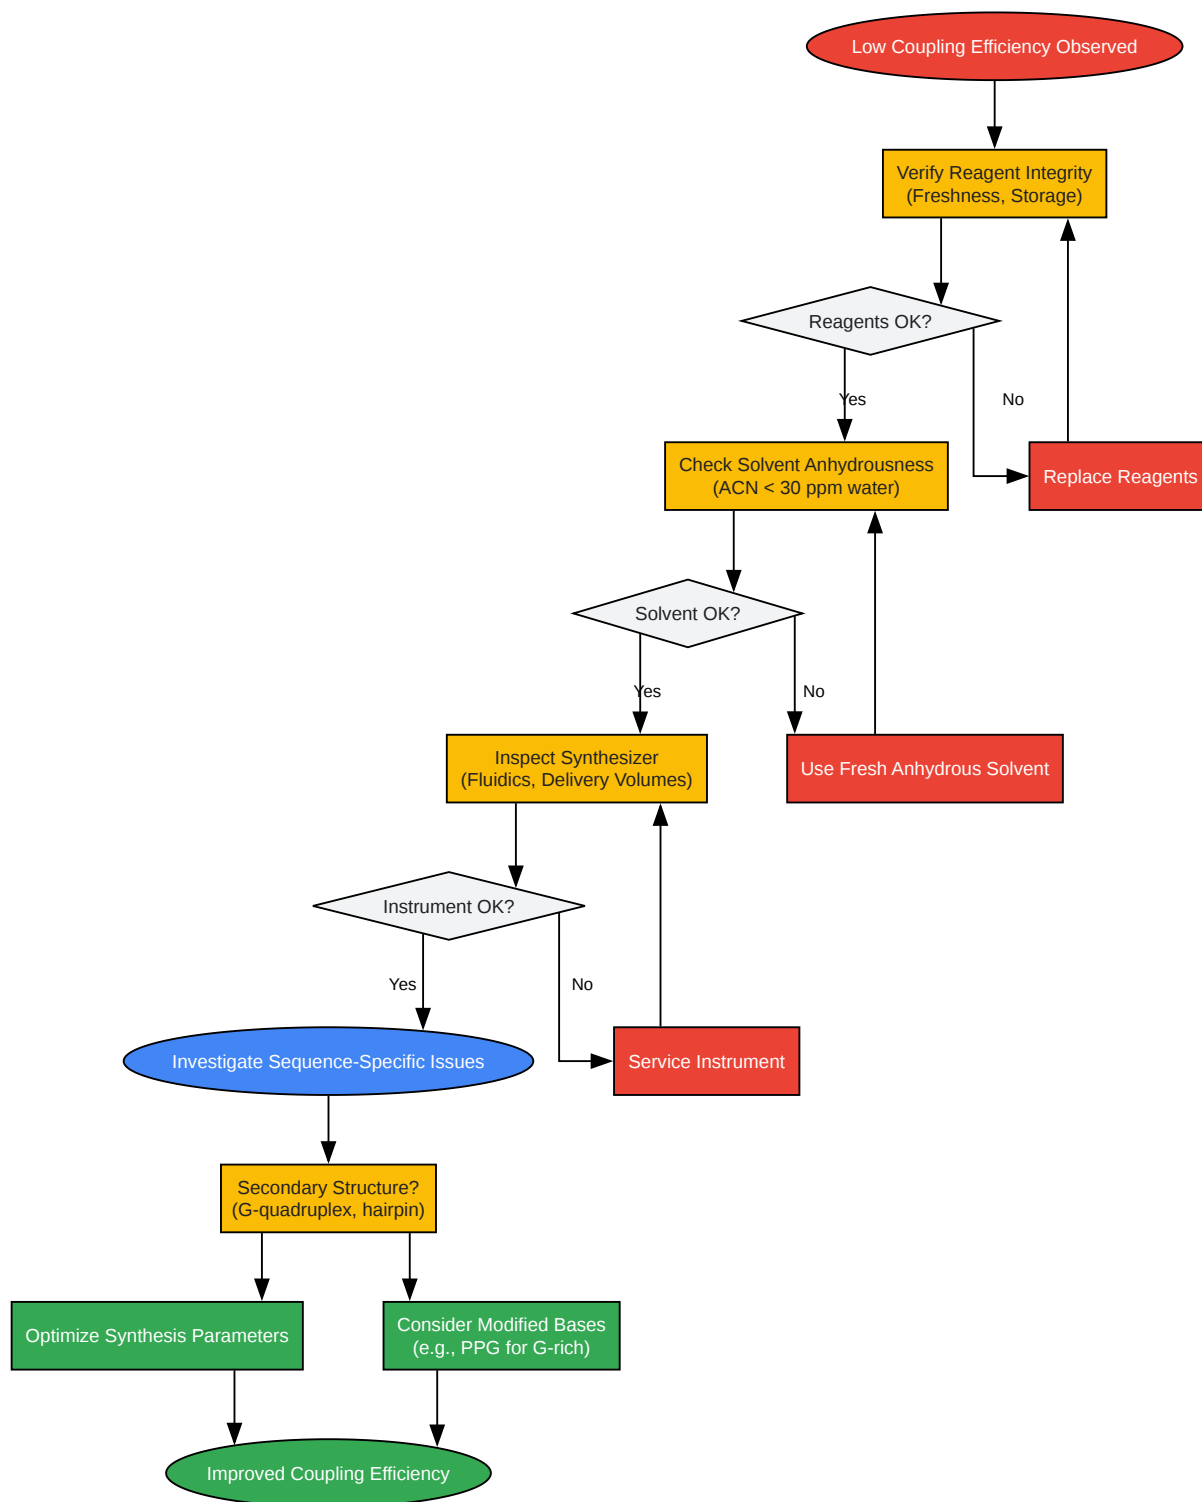 Low Coupling Efficiency Observed
Verify Reagent Integrity
(Freshness, Storage)
Reagents OK?
Yes
No
Check Solvent Anhydrousness
(ACN < 30 ppm water)
Replace Reagents
Solvent OK?
Yes
No
Inspect Synthesizer
(Fluidics, Delivery Volumes)
Use Fresh Anhydrous Solvent
Instrument OK?
Yes
No
Investigate Sequence-Specific Issues
Service Instrument
Secondary Structure?
(G-quadruplex, hairpin)
Optimize Synthesis Parameters
Consider Modified Bases
(e.g., PPG for G-rich)
Improved Coupling Efficiency